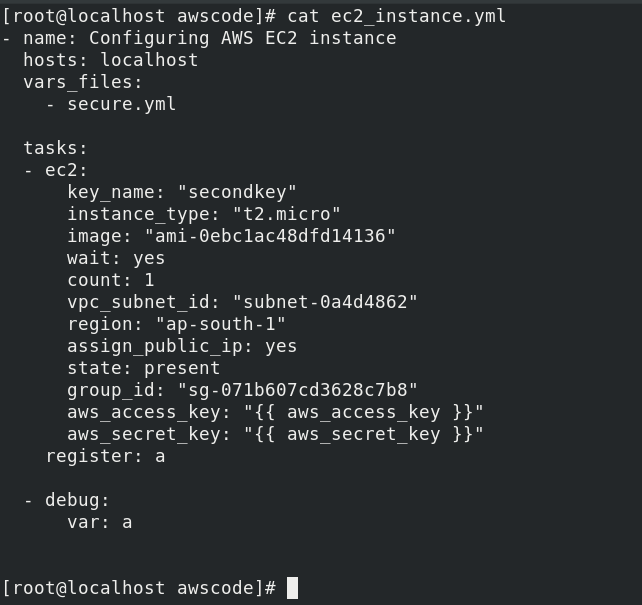 [root@localhost awscode]# cat ec2_instance.yml
- name: Configuring AWS EC2 instance
  hosts: localhost
  vars_files:
    - secure.yml

  tasks:
  - ec2:
      key_name: "secondkey"
      instance_type: "t2.micro"
      image: "ami-0ebc1ac48dfd14136"
      wait: yes
      count: 1
      vpc_subnet_id: "subnet-0a4d4862"
      region: "ap-south-1"
      assign_public_ip: yes
      state: present
      group_id: "sg-071b607cd3628c7b8"
      aws_access_key: "{{ aws_access_key }}"
      aws_secret_key: "{{ aws_secret_key }}"
    register: a

  - debug:
      var: a

[root@localhost awscode]#